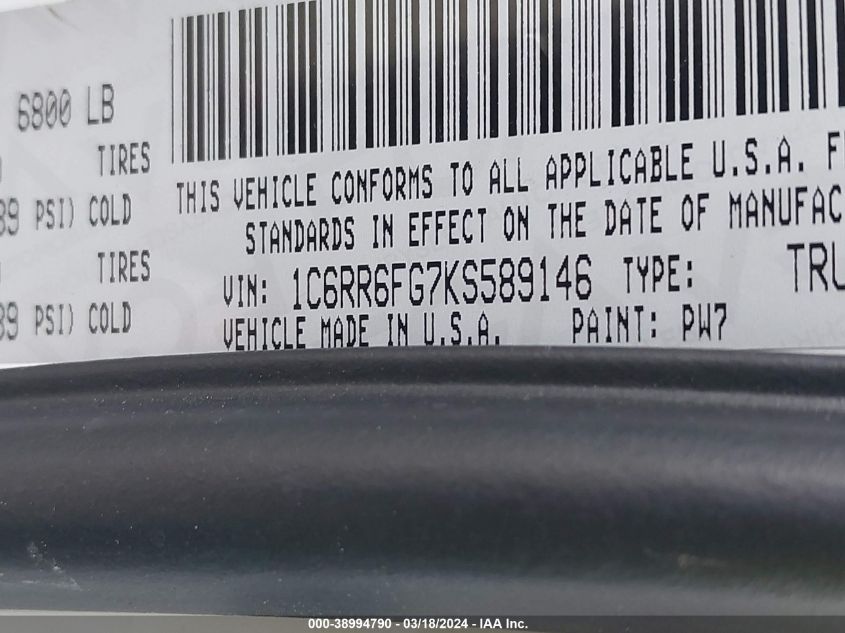 6800 LB
TIRES
THIS VEHICLE CONFORMS TO ALL APPLICABLE U.S.A.
PSI) COLD
STANDARDS IN EFFECT ON THE DATE OF MANUFAC
TIRES
VIN: 1C6RR6FG7KS589146 TYPE: TRU
PSI) COLD
VEHICLE MADE IN U.S.A. PAINT: PW7
000-38994790 - 03/18/2024 - IAA Inc.